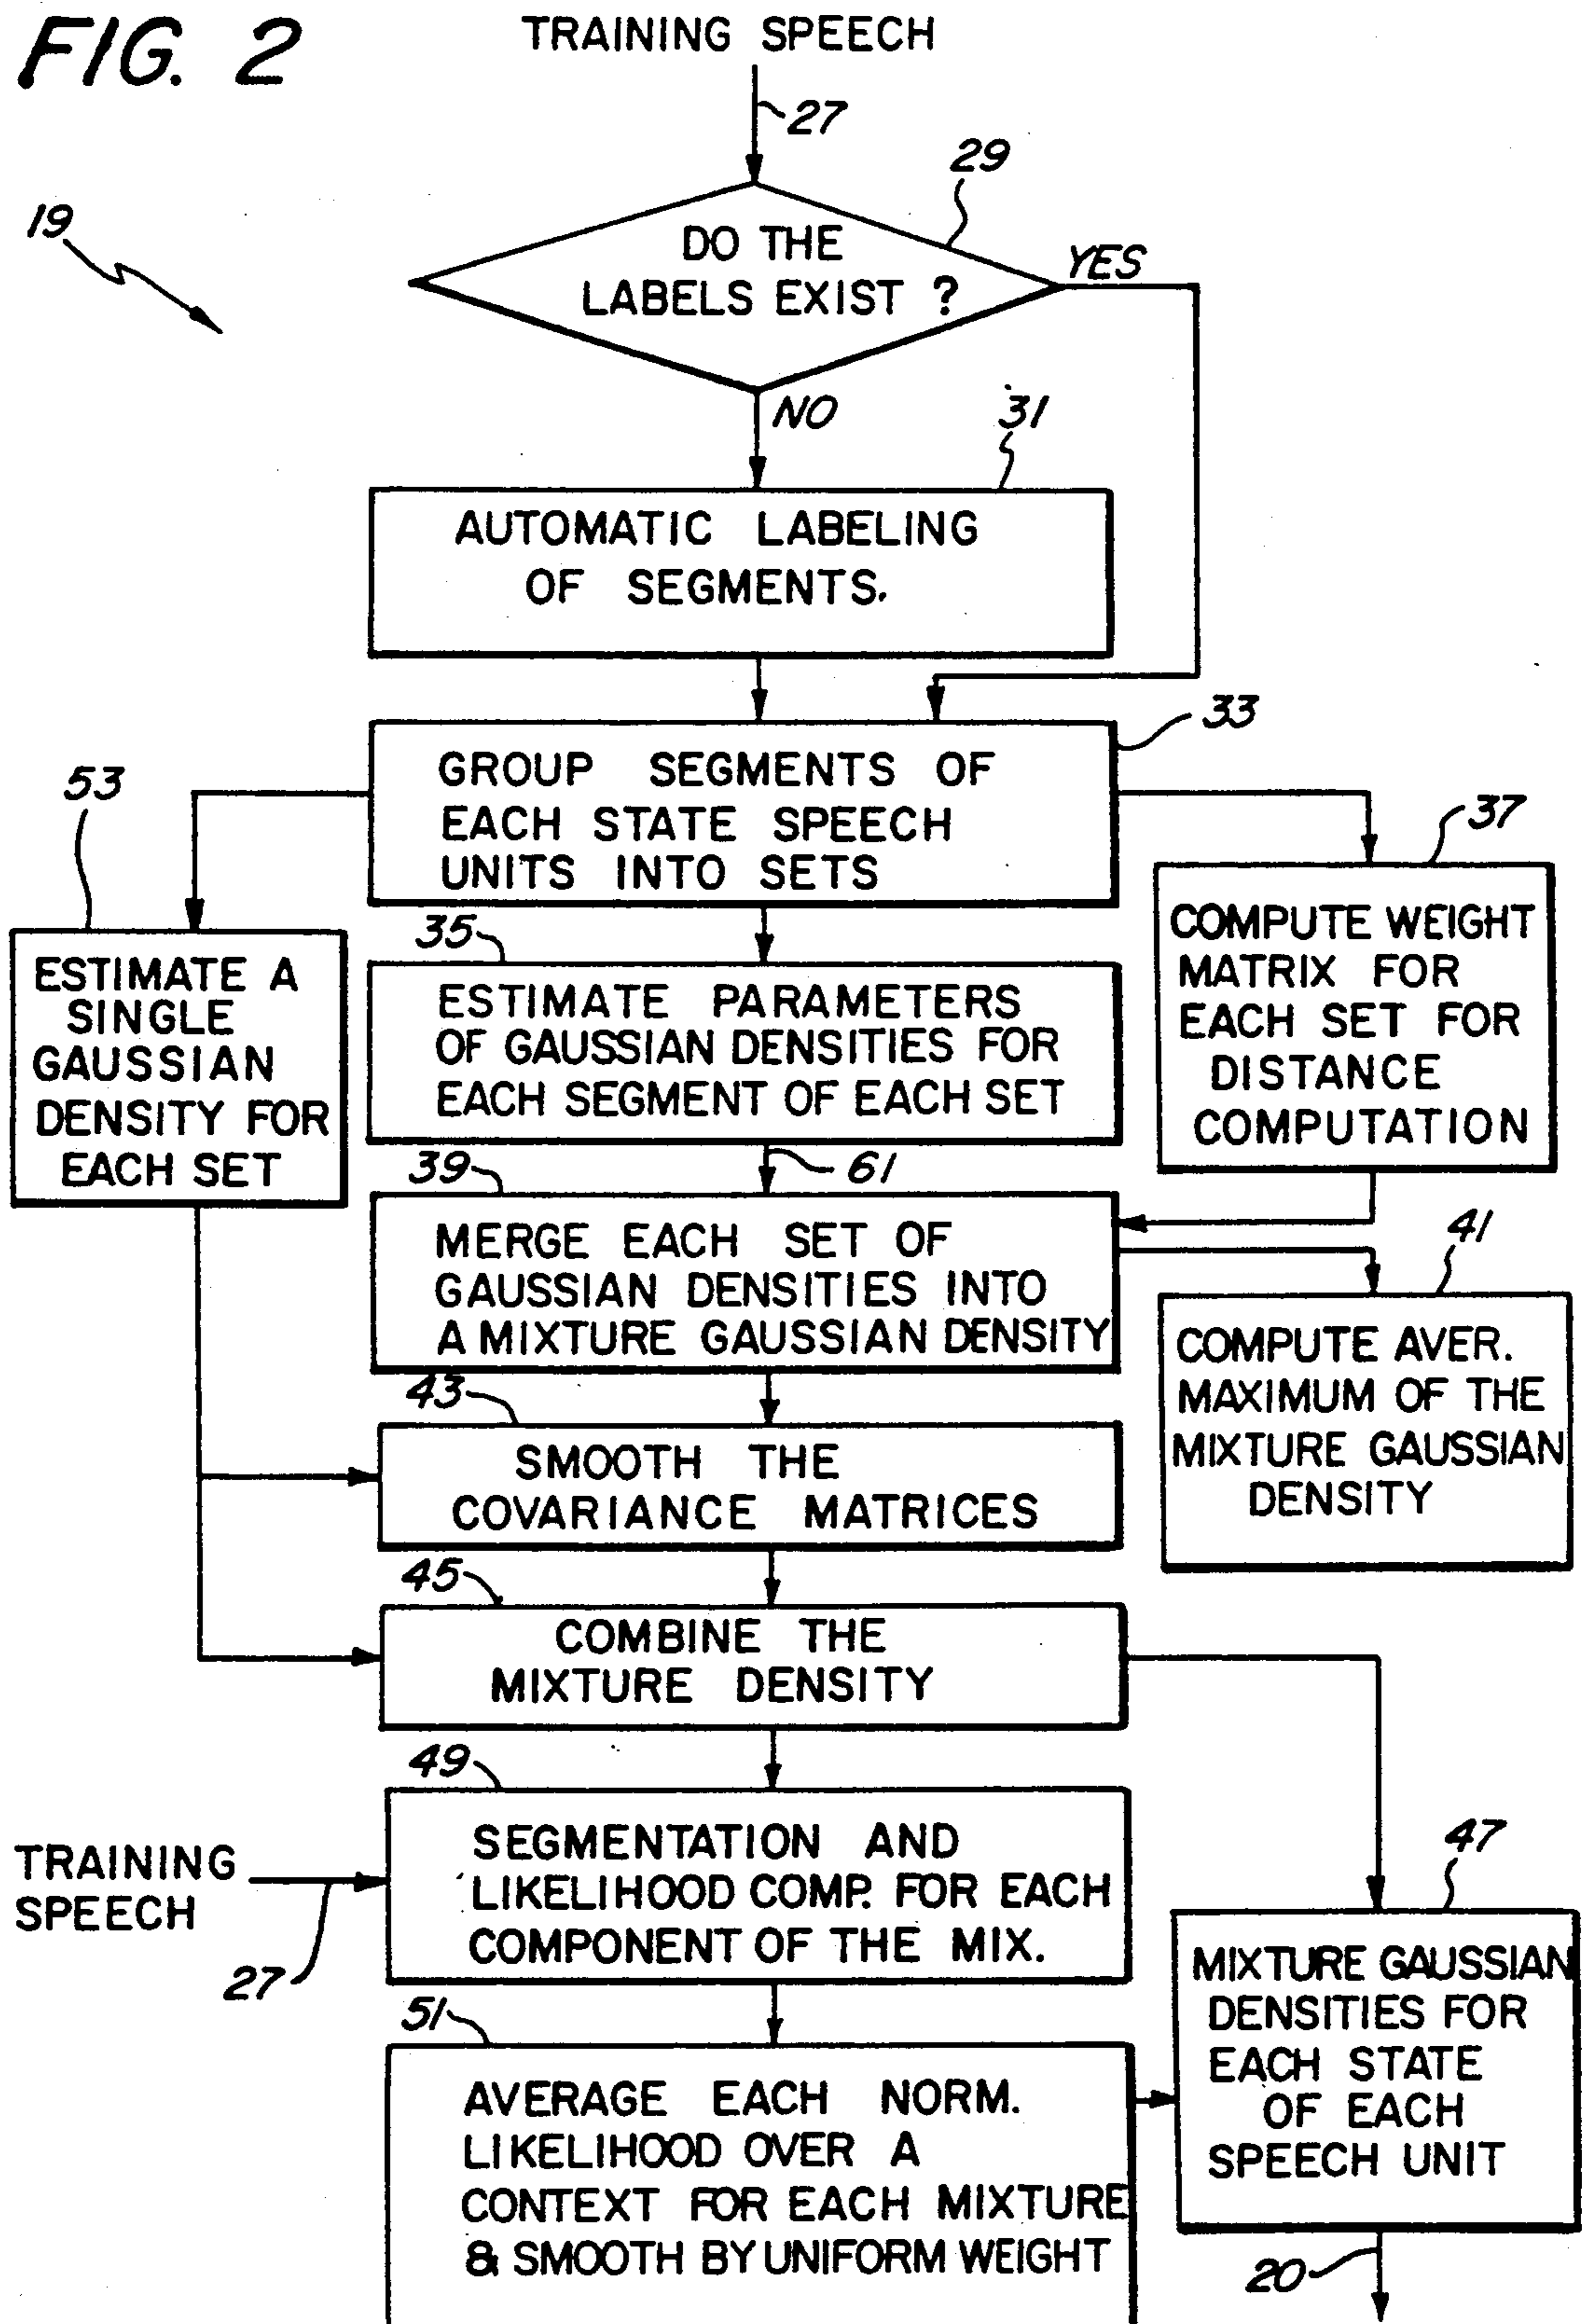 FIG. 2
TRAINING SPEECH
27
29
19
DO THE
LABELS EXIST ?
YES
NO
31
AUTOMATIC LABELING
OF SEGMENTS.
33
GROUP SEGMENTS OF
EACH STATE SPEECH
UNITS INTO SETS
53
37
ESTIMATE A
SINGLE
GAUSSIAN
DENSITY FOR
EACH SET
35
ESTIMATE PARAMETERS
OF GAUSSIAN DENSITIES FOR
EACH SEGMENT OF EACH SET
COMPUTE WEIGHT
MATRIX FOR
EACH SET FOR
DISTANCE
COMPUTATION
61
39
MERGE EACH SET OF
GAUSSIAN DENSITIES INTO
A MIXTURE GAUSSIAN DENSITY
41
COMPUTE AVER.
MAXIMUM OF THE
MIXTURE GAUSSIAN
DENSITY
43
SMOOTH THE
COVARIANCE MATRICES
45
COMBINE THE
MIXTURE DENSITY
49
TRAINING
SPEECH
27
SEGMENTATION AND
LIKELIHOOD COMP. FOR EACH
COMPONENT OF THE MIX.
47
MIXTURE GAUSSIAN
DENSITIES FOR
EACH STATE
OF EACH
SPEECH UNIT
51
AVERAGE EACH NORM.
LIKELIHOOD OVER A
CONTEXT FOR EACH MIXTURE
& SMOOTH BY UNIFORM WEIGHT
20